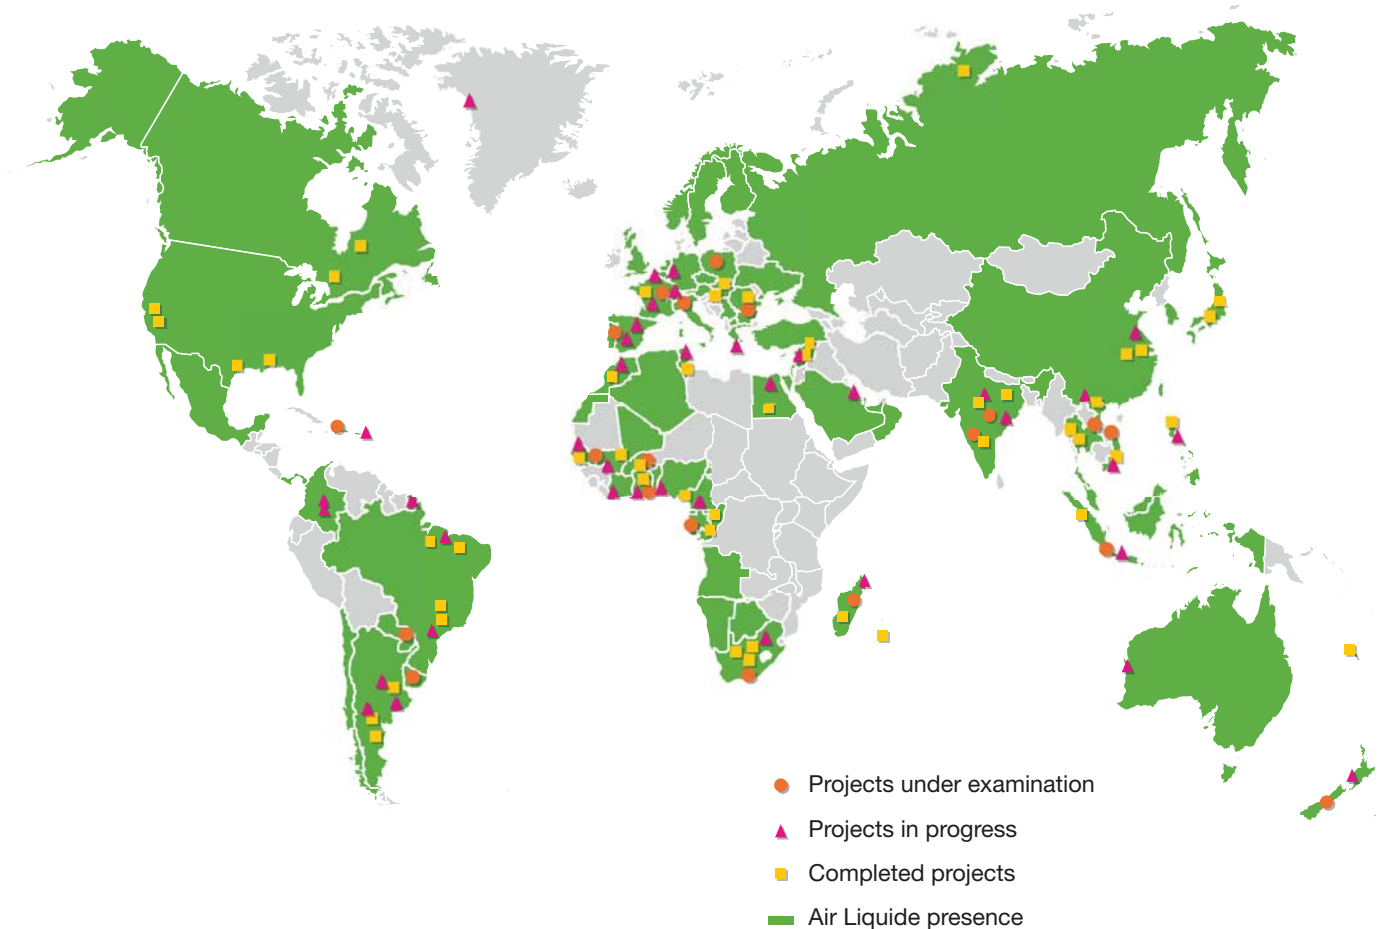 Projects under examination
Projects in progress
Completed projects
Air Liquide presence